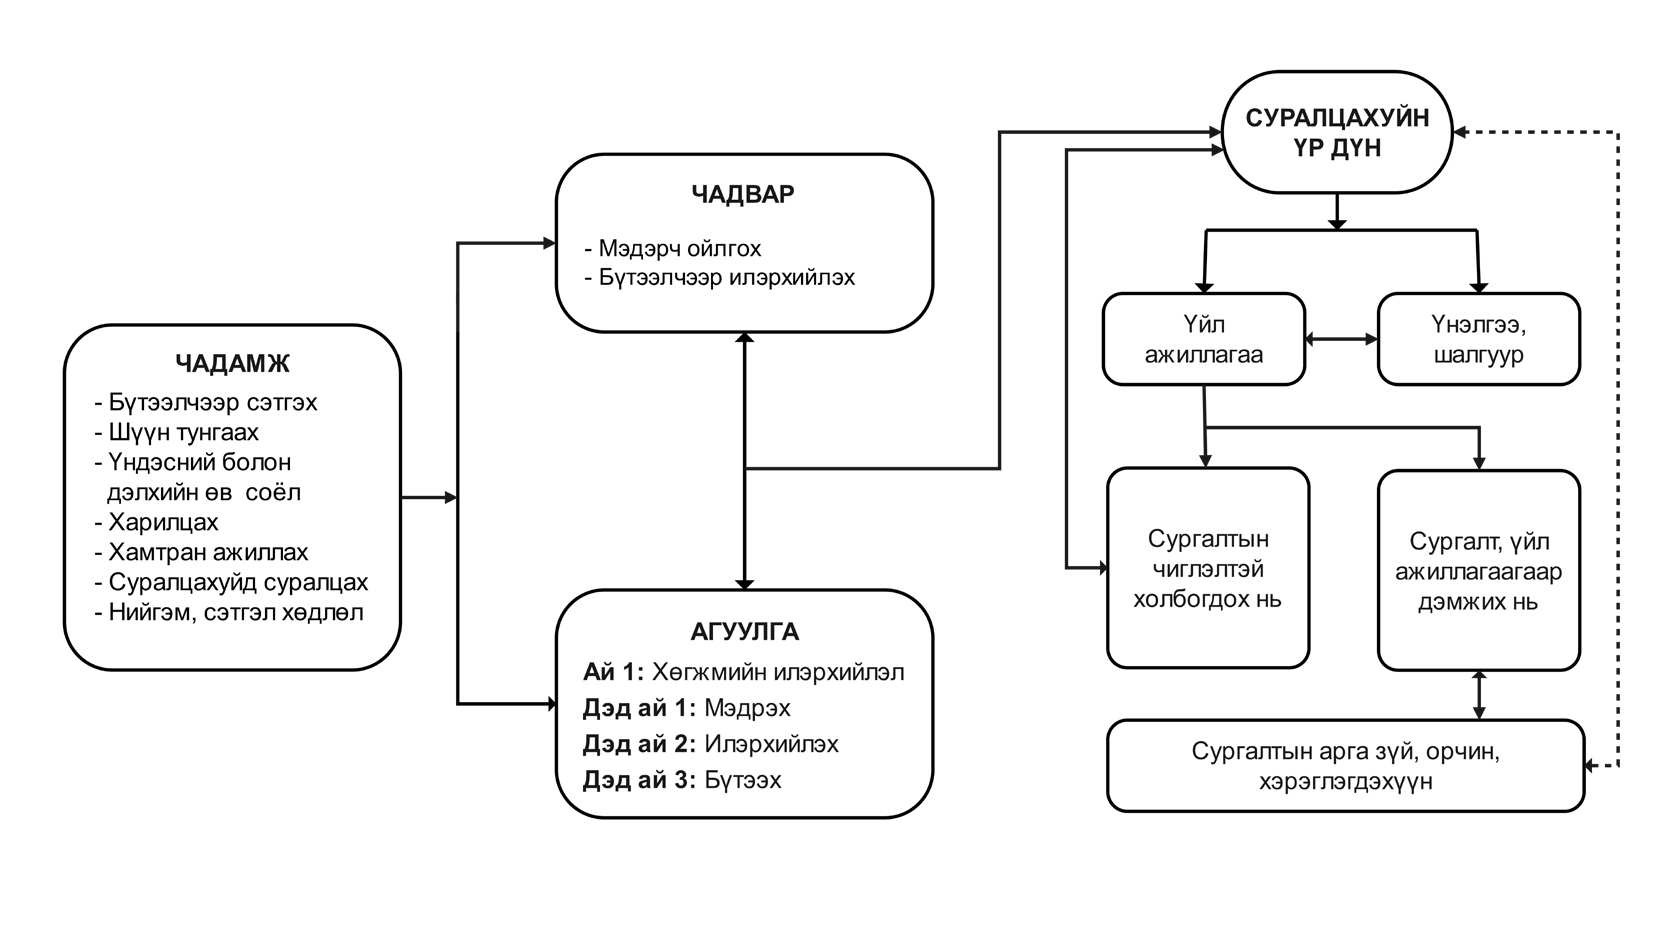 ЧАДАМЖ
- Бүтээлчээр сэтгэх
- Шүүн тунгаах
- Үндэсний болон
дэлхийн өв соёл
- Харилцах
- Хамтран ажиллах
- Суралцахуйд суралцах
- Нийгэм, сэтгэл хөдлөл
ЧАДВАР
- Мэдэрч ойлгох
- Бүтээлчээр илэрхийлэх
АГУУЛГА
Ай 1: Хөгжмийн илэрхийлэл
Дэд ай 1: Мэдрэх
Дэд ай 2: Илэрхийлэх
Дэд ай 3: Бүтээх
СУРАЛЦАХУЙН
ҮР ДҮН
Үйл
ажиллагаа
Үнэлгээ,
шалгуур
Сургалтын
чиглэлтэй
холбогдох нь
Сургалт, үйл
ажиллагаагаар
дэмжих нь
Сургалтын арга зүй, орчин,
хэрэглэгдэхүүн